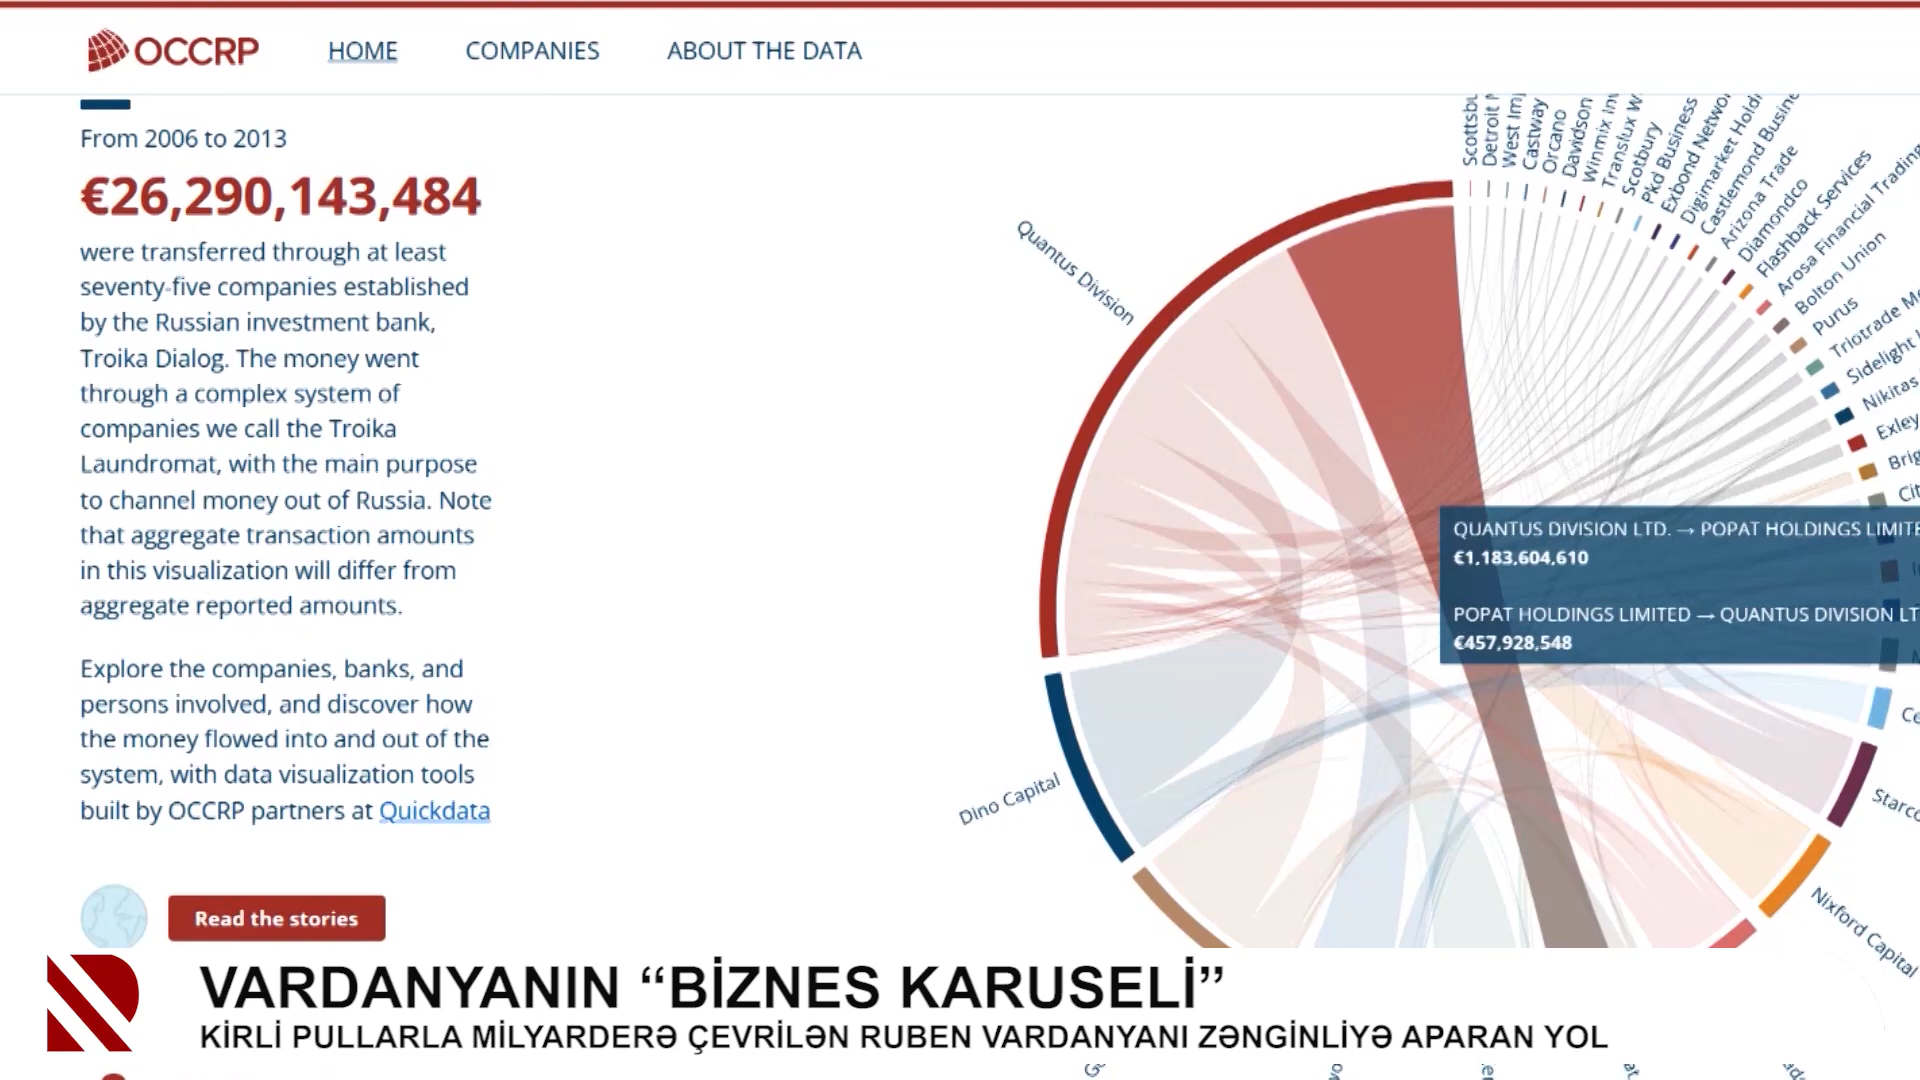 OCCRP
HOME
COMPANIES
ABOUT THE DATA
From 2006 to 2013
€26,290,143,484
were transferred through at least
seventy-five companies established
by the Russian investment bank,
Troika Dialog. The money went
through a complex system of
companies we call the Troika
Laundromat, with the main purpose
to channel money out of Russia. Note
that aggregate transaction amounts
in this visualization will differ from
aggregate reported amounts.
Explore the companies, banks, and
persons involved, and discover how
the money flowed into and out of the
system, with data visualization tools
built by OCCRP partners at Quickdata
Read the stories
Quantus Division
Dino Capital
Castway
Orcano
Davidson
Winmix
Translux
Scotbury
Pkd Business
Exbond
Digimarket
Castlemond
Arizona Trade
Diamondco
Flashback Services
Arosa Financial Trading
Bolton Union
Purus
Triotrade
Sidelight
Nikitas
Exley
Nixford Capital
QUANTUS DIVISION LTD. → POPAT HOLDINGS
€1,183,604,610
POPAT HOLDINGS LIMITED → QUANTUS DIVISION
€457,928,548
VARDANYANIN “BİZNES KARUSELİ”
KİRLİ PULLARLA MİLYARDERƏ ÇEVRİLƏN RUBEN VARDANYANI ZƏNGİNLİYƏ APARAN YOL